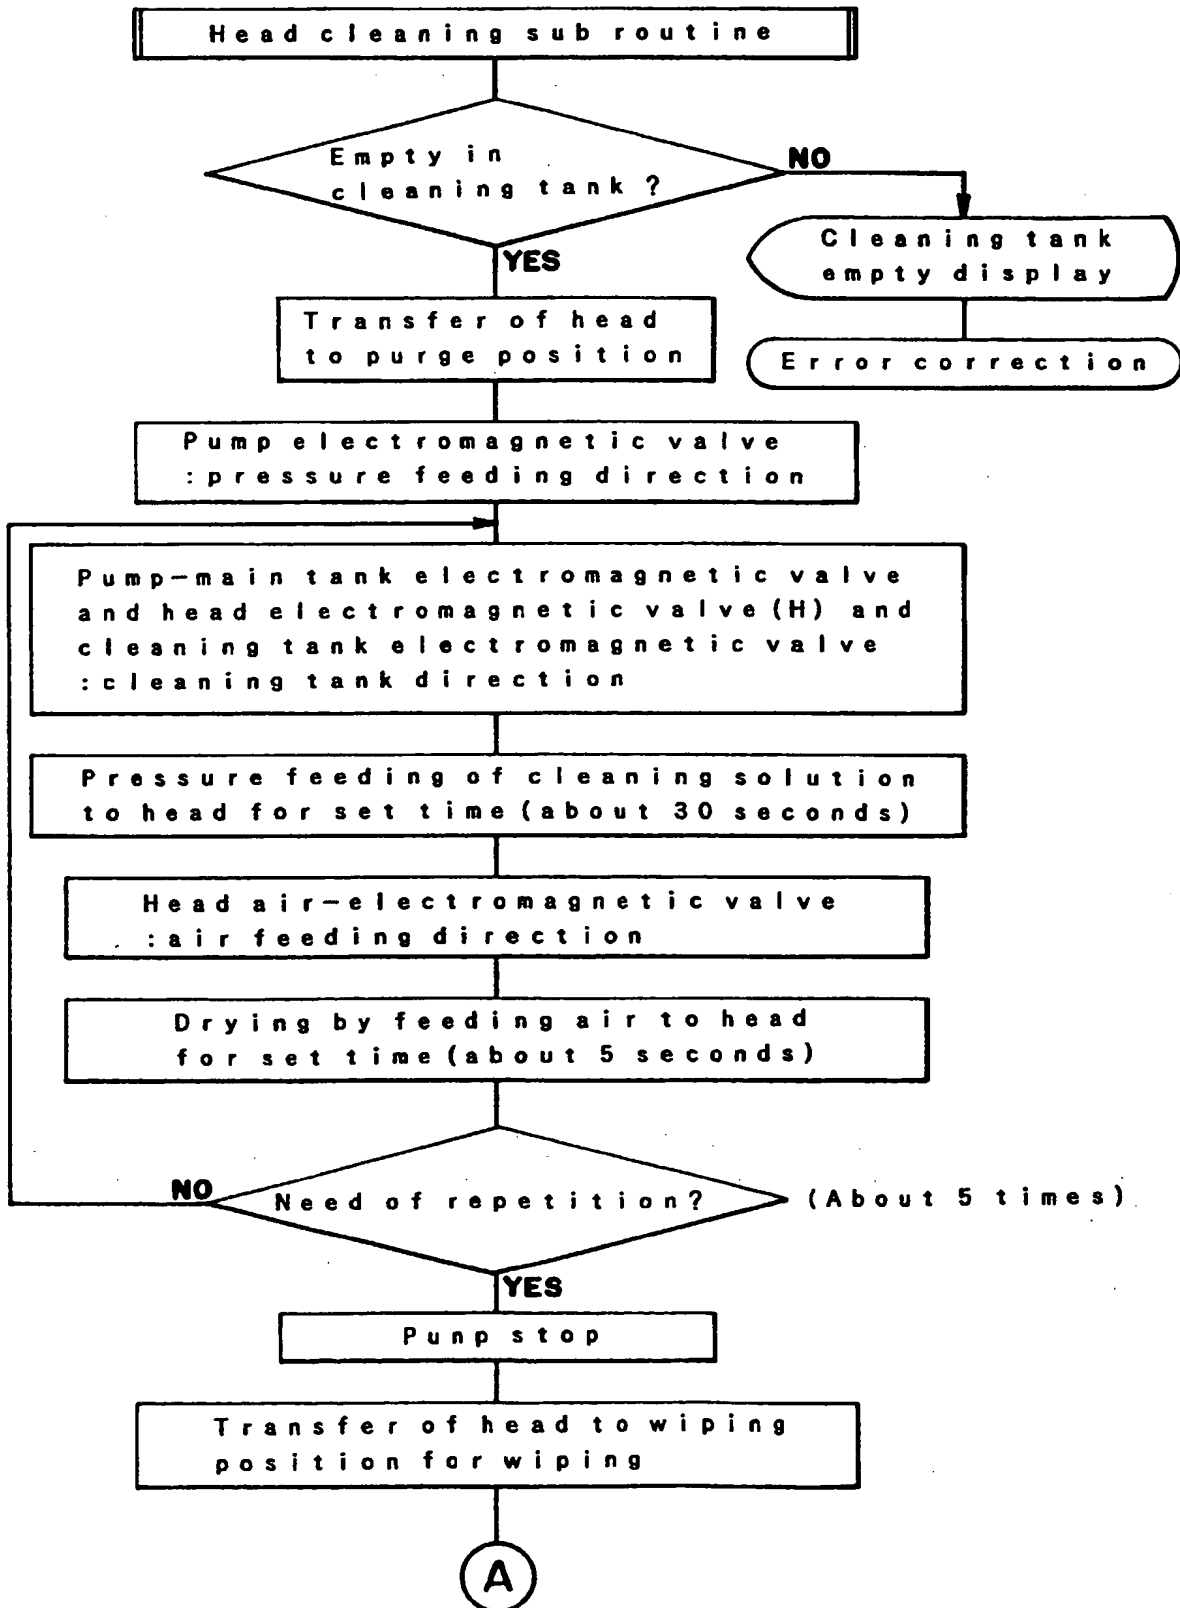 Head cleaning sub routine
Empty in
cleaning tank ?
NO
YES
Cleaning tank
empty display
Error correction
Transfer of head
to purge position
Pump electromagnetic valve
:pressure feeding direction
Pump-main tank electromagnetic valve
and head electromagnetic valve(H) and
cleaning tank electromagnetic valve
:cleaning tank direction
Pressure feeding of cleaning solution
to head for set time(about 30 seconds)
Head air-electromagnetic valve
:air feeding direction
Drying by feeding air to head
for set time(about 5 seconds)
NO
Need of repetition?
(About 5 times)
YES
Punp stop
Transfer of head to wiping
position for wiping
A